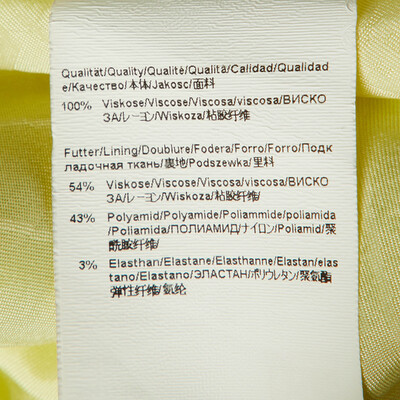 Qualität/Quality/Qualité/Qualità/Calidad/Qualidad
e/Качество/本体/Jakosc/面料
100% Viskose/Viscose/Viscosa/viscosa/ВИСКО
ЗА/レーヨン/Wiskoza/粘胶纤维
Futter/Lining/Doublure/Fodera/Forro/Forro/Подк
ладочная ткань/裏地/Podszewka/里料
54% Viskose/Viscose/Viscosa/viscosa/ВИСКО
ЗА/レーヨン/Wiskoza/粘胶纤维
43% Polyamid/Polyamide/Poliammide/poliamida
/Poliamida/ПОЛИАМИД/ナイロン/Poliamid/聚
酰胺纤维/
3% Elasthan/Elastane/Elasthanne/Elastan/elas
tano/Elastano/ЭЛАСТАН/ポリウレタン/聚氨酯
弹性纤维/氨纶